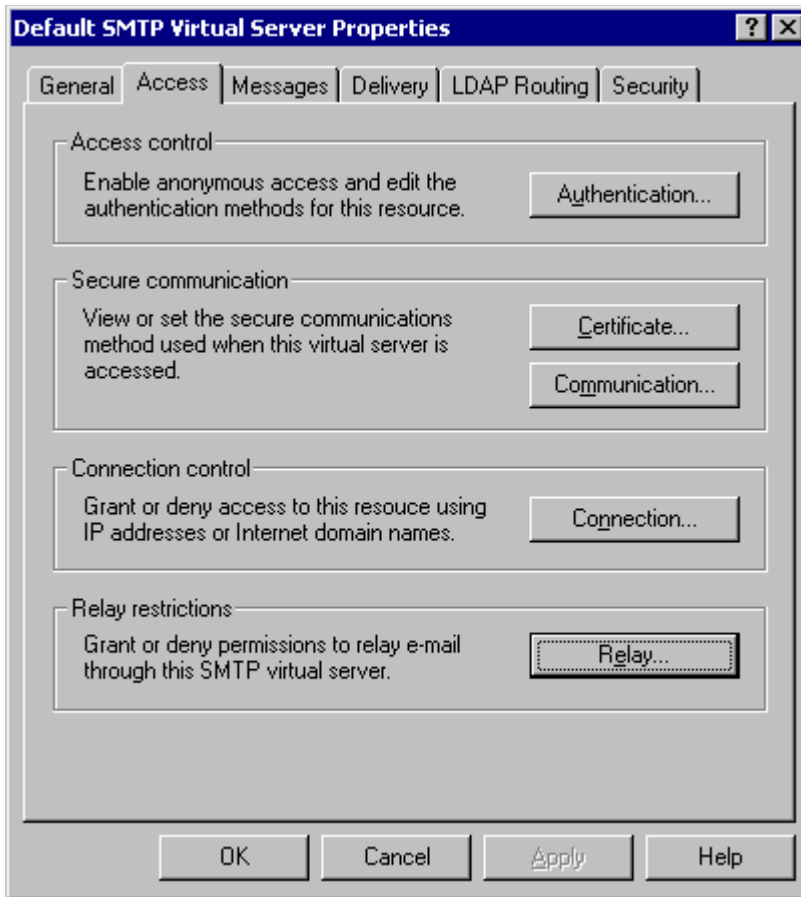 Default SMTP Virtual Server Properties
General Access Messages Delivery LDAP Routing Security
Access control
Enable anonymous access and edit the
authentication methods for this resource.
Authentication...
Secure communication
View or set the secure communications
method used when this virtual server is
accessed.
Certificate...
Communication...
Connection control
Grant or deny access to this resouce using
IP addresses or Internet domain names.
Connection...
Relay restrictions
Grant or deny permissions to relay e-mail
through this SMTP virtual server.
Relay...
OK Cancel Apply Help